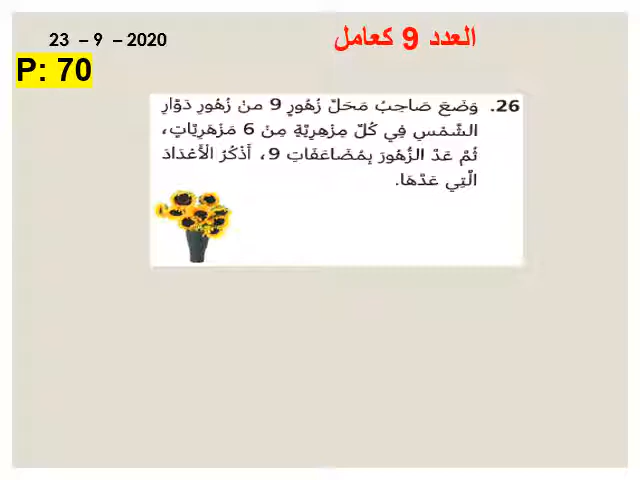 العدد 9 كعامل
23 – 9 – 2020
P: 70
26. وَضَعَ صَاحِبُ مَحَلِّ زُهُورٍ 9 منْ زُهُورِ دَوّارِ
الشَّمْسِ فِي كُلِّ مِزْهِرِيّةٍ مِنْ 6 مَزْهَرِيّاتٍ،
ثُمَّ عَدّ الزُّهُورَ بِمُضَاعَفَاتِ 9، أَذْكُرُ الْأَعْدَادَ
الّتِي عَدّهَا.